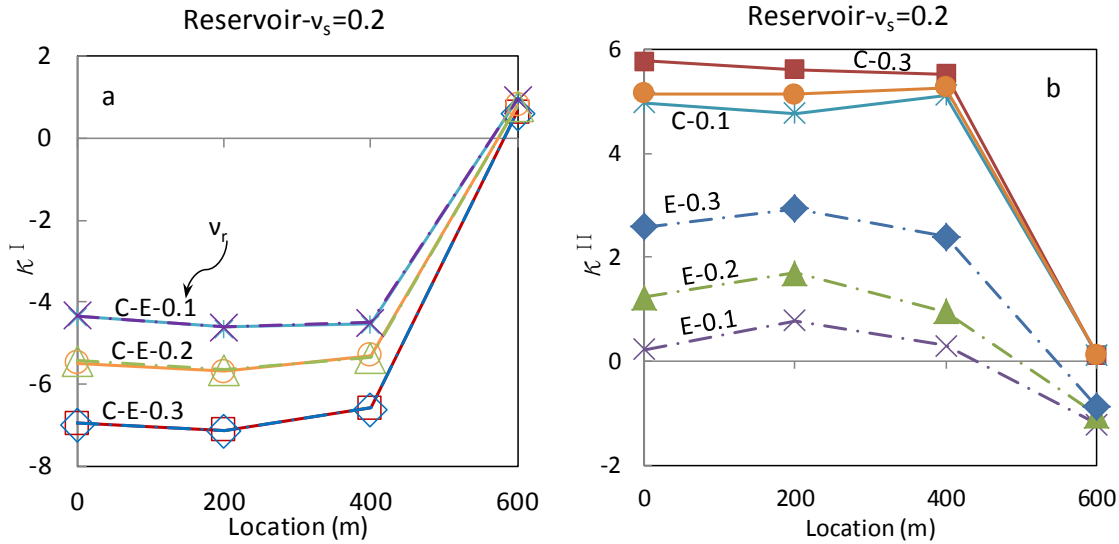 Reservoir-νs=0.2
a
2
0
-2
-4
-6
-8
κ I
νr
C-E-0.1
C-E-0.2
C-E-0.3
0
200
400
600
Location (m)
Reservoir-νs=0.2
b
6
4
2
0
-2
κ II
C-0.3
C-0.1
E-0.3
E-0.2
E-0.1
0
200
400
600
Location (m)